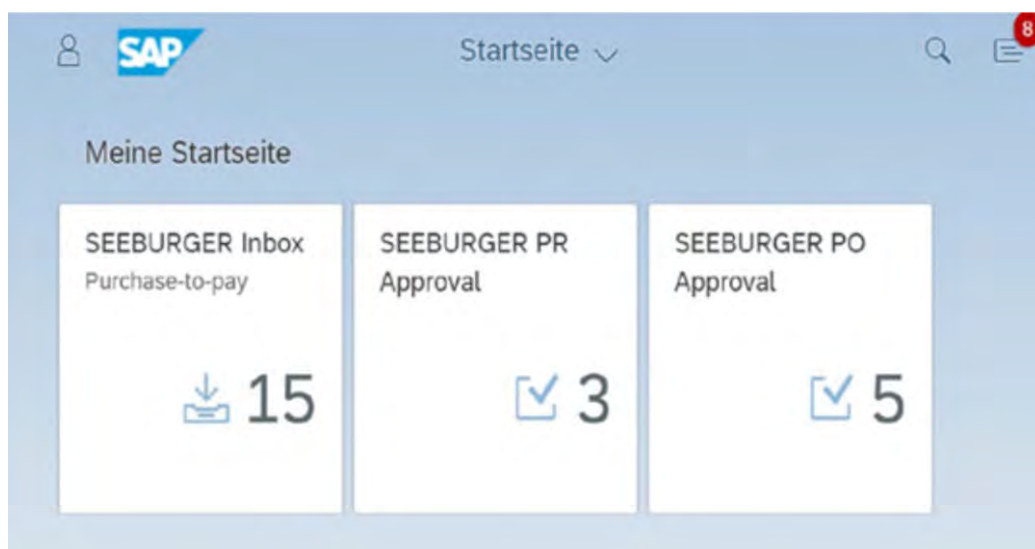 SAP
Startseite
8
Meine Startseite
SEEBURGER Inbox
Purchase-to-pay
15
SEEBURGER PR
Approval
3
SEEBURGER PO
Approval
5